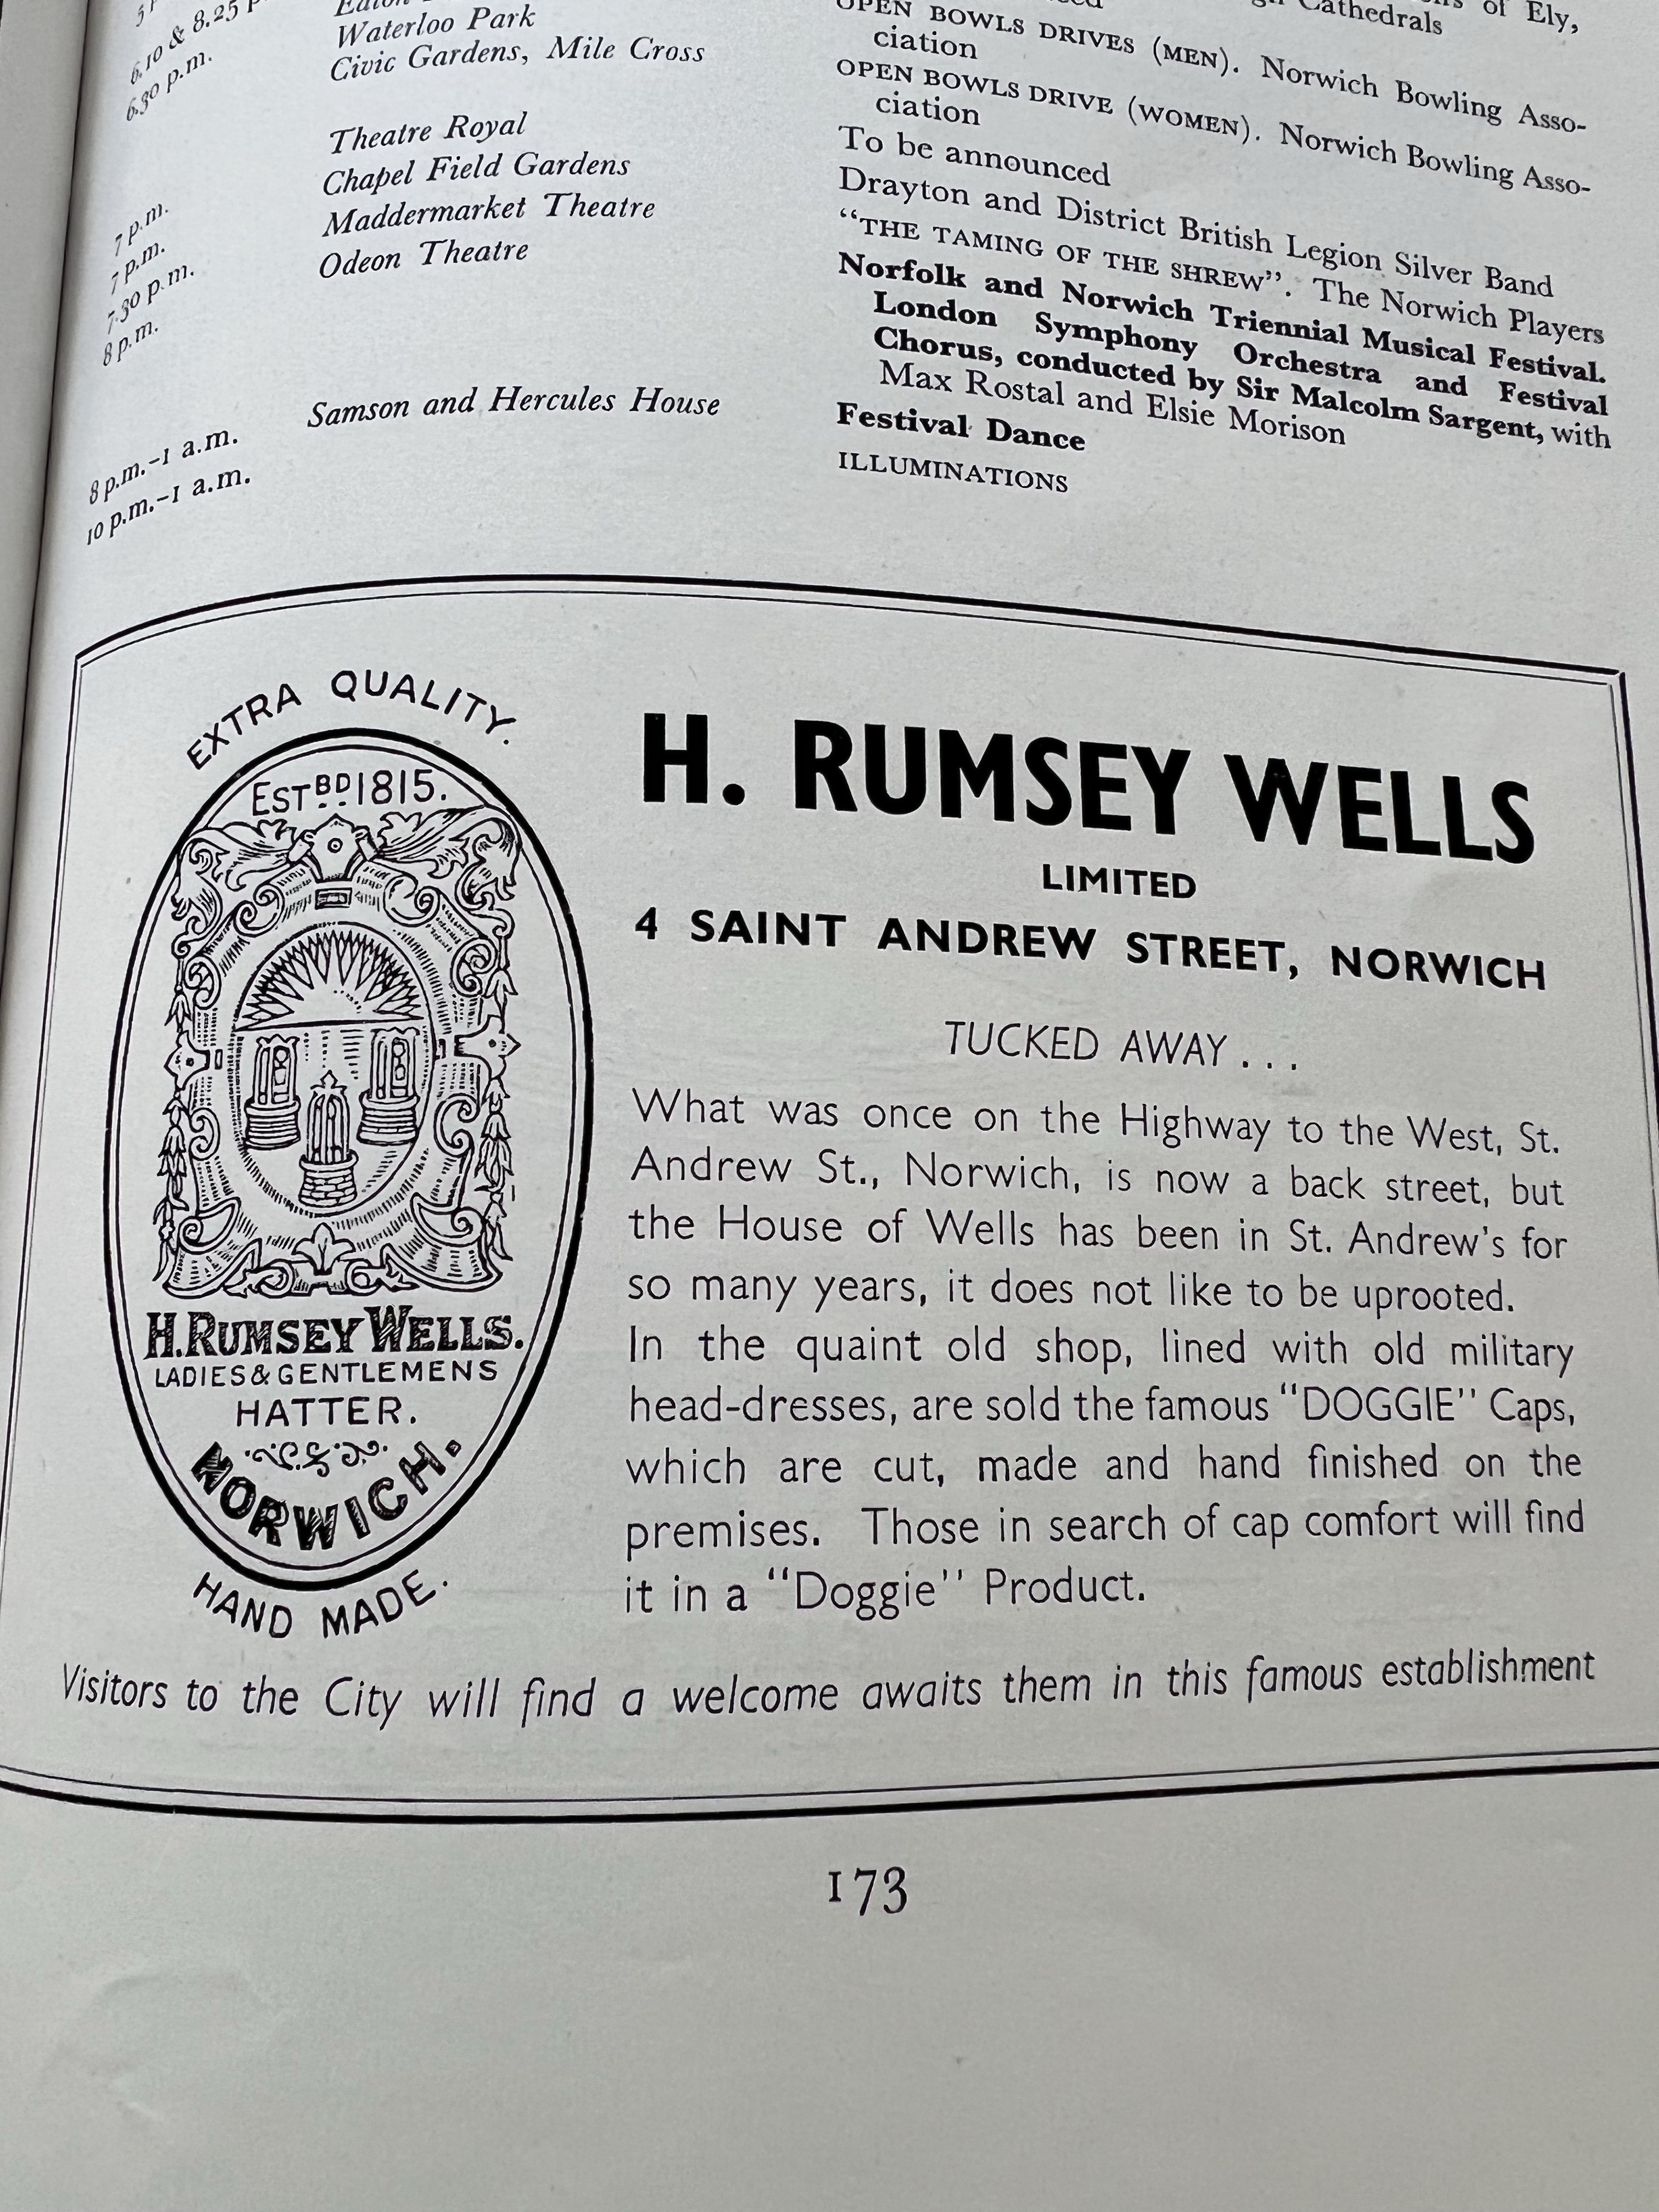 6.10 & 8.25
Waterloo Park
6.30 p.m.
Civic Gardens, Mile Cross
7 p.m.
Theatre Royal
7 p.m.
Chapel Field Gardens
7.30 p.m.
Maddermarket Theatre
8 p.m.
Odeon Theatre
8 p.m.–1 a.m.
Samson and Hercules House
10 p.m.–1 a.m.
of Ely,
Cathedrals
OPEN BOWLS DRIVES (MEN). Norwich Bowling Asso-
ciation
OPEN BOWLS DRIVE (WOMEN). Norwich Bowling Asso-
ciation
To be announced
Drayton and District British Legion Silver Band
“THE TAMING OF THE SHREW”. The Norwich Players
Norfolk and Norwich Triennial Musical Festival.
London Symphony Orchestra and Festival
Chorus, conducted by Sir Malcolm Sargent, with
Max Rostal and Elsie Morison
Festival Dance
ILLUMINATIONS
EXTRA QUALITY.
ESTBD 1815.
H. RUMSEY WELLS.
LADIES & GENTLEMENS
HATTER.
NORWICH.
HAND MADE.
H. RUMSEY WELLS
LIMITED
4 SAINT ANDREW STREET, NORWICH
TUCKED AWAY . . .
What was once on the Highway to the West, St.
Andrew St., Norwich, is now a back street, but
the House of Wells has been in St. Andrew's for
so many years, it does not like to be uprooted.
In the quaint old shop, lined with old military
head-dresses, are sold the famous “DOGGIE” Caps,
which are cut, made and hand finished on the
premises. Those in search of cap comfort will find
it in a “Doggie” Product.
Visitors to the City will find a welcome awaits them in this famous establishment
173